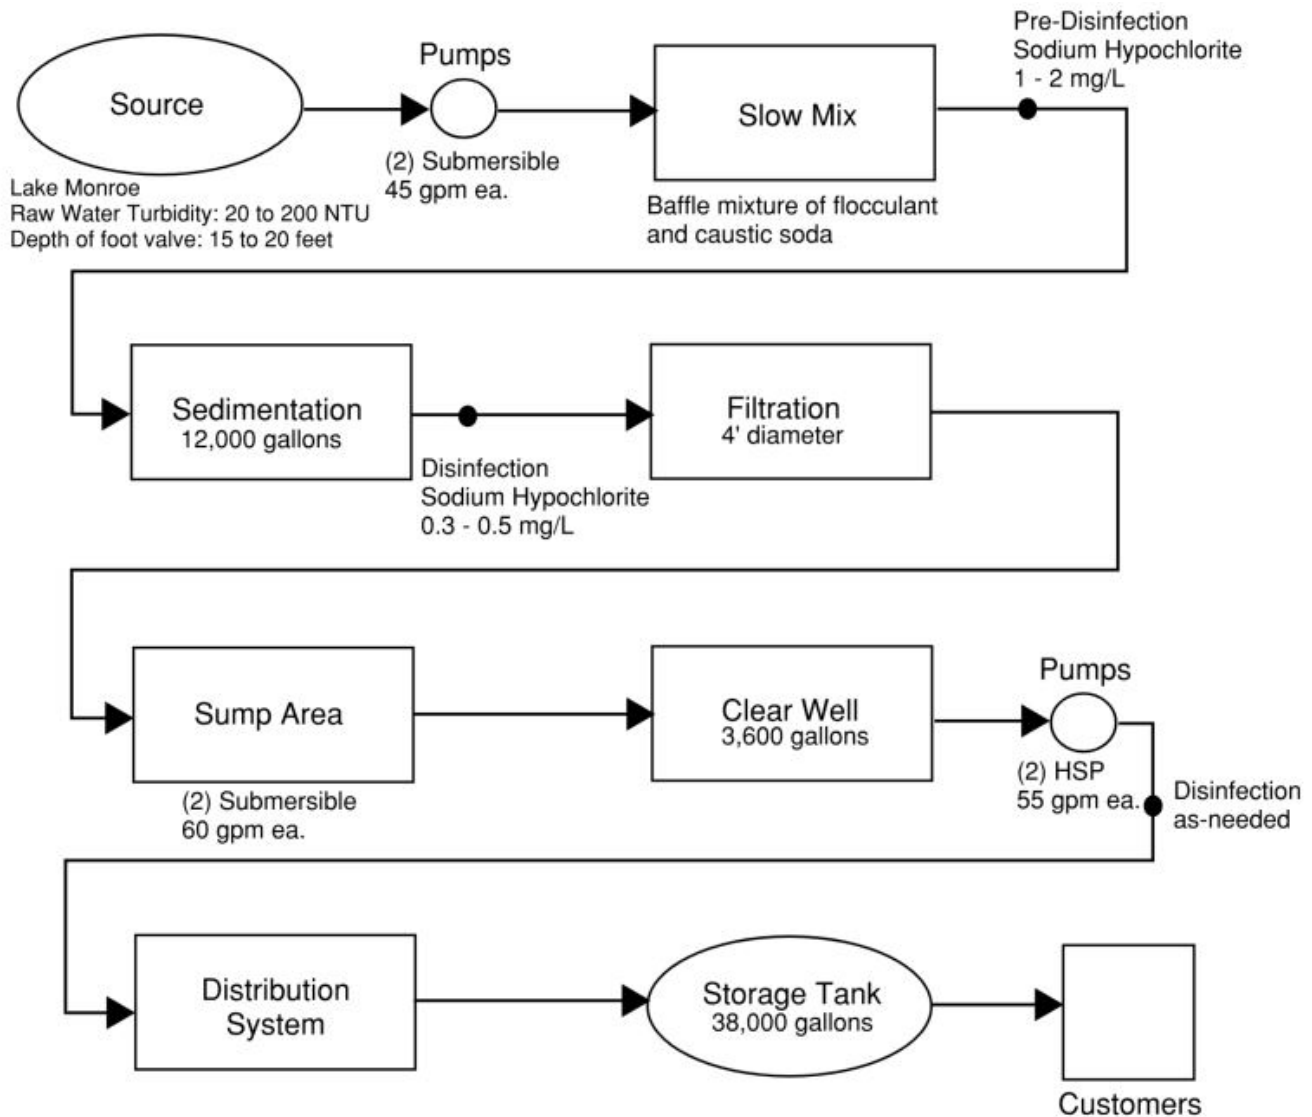 Source
Lake Monroe
Raw Water Turbidity: 20 to 200 NTU
Depth of foot valve: 15 to 20 feet
Pumps
(2) Submersible
45 gpm ea.
Slow Mix
Baffle mixture of flocculant
and caustic soda
Pre-Disinfection
Sodium Hypochlorite
1 - 2 mg/L
Sedimentation
12,000 gallons
Disinfection
Sodium Hypochlorite
0.3 - 0.5 mg/L
Filtration
4' diameter
Sump Area
(2) Submersible
60 gpm ea.
Clear Well
3,600 gallons
Pumps
(2) HSP
55 gpm ea.
Disinfection
as-needed
Distribution
System
Storage Tank
38,000 gallons
Customers